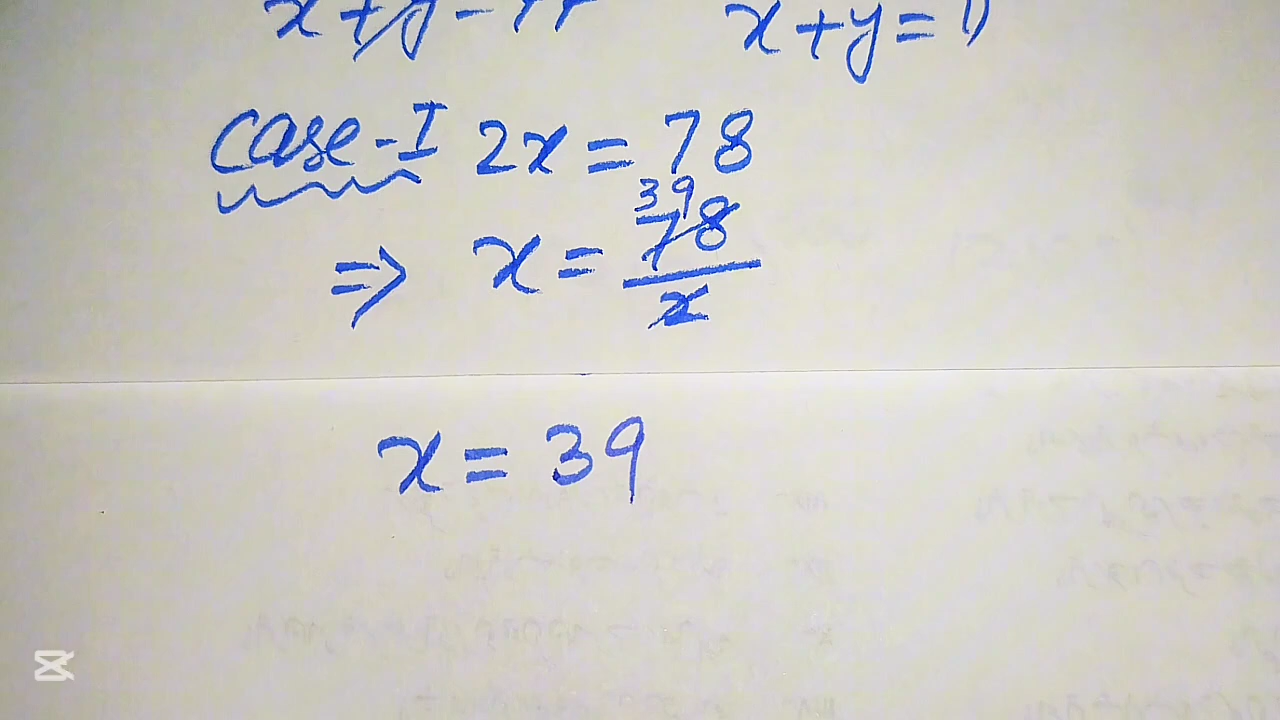 x+y= x+y=11
Case-I 2x=78
39
⇒ x= 78/2
x= 39